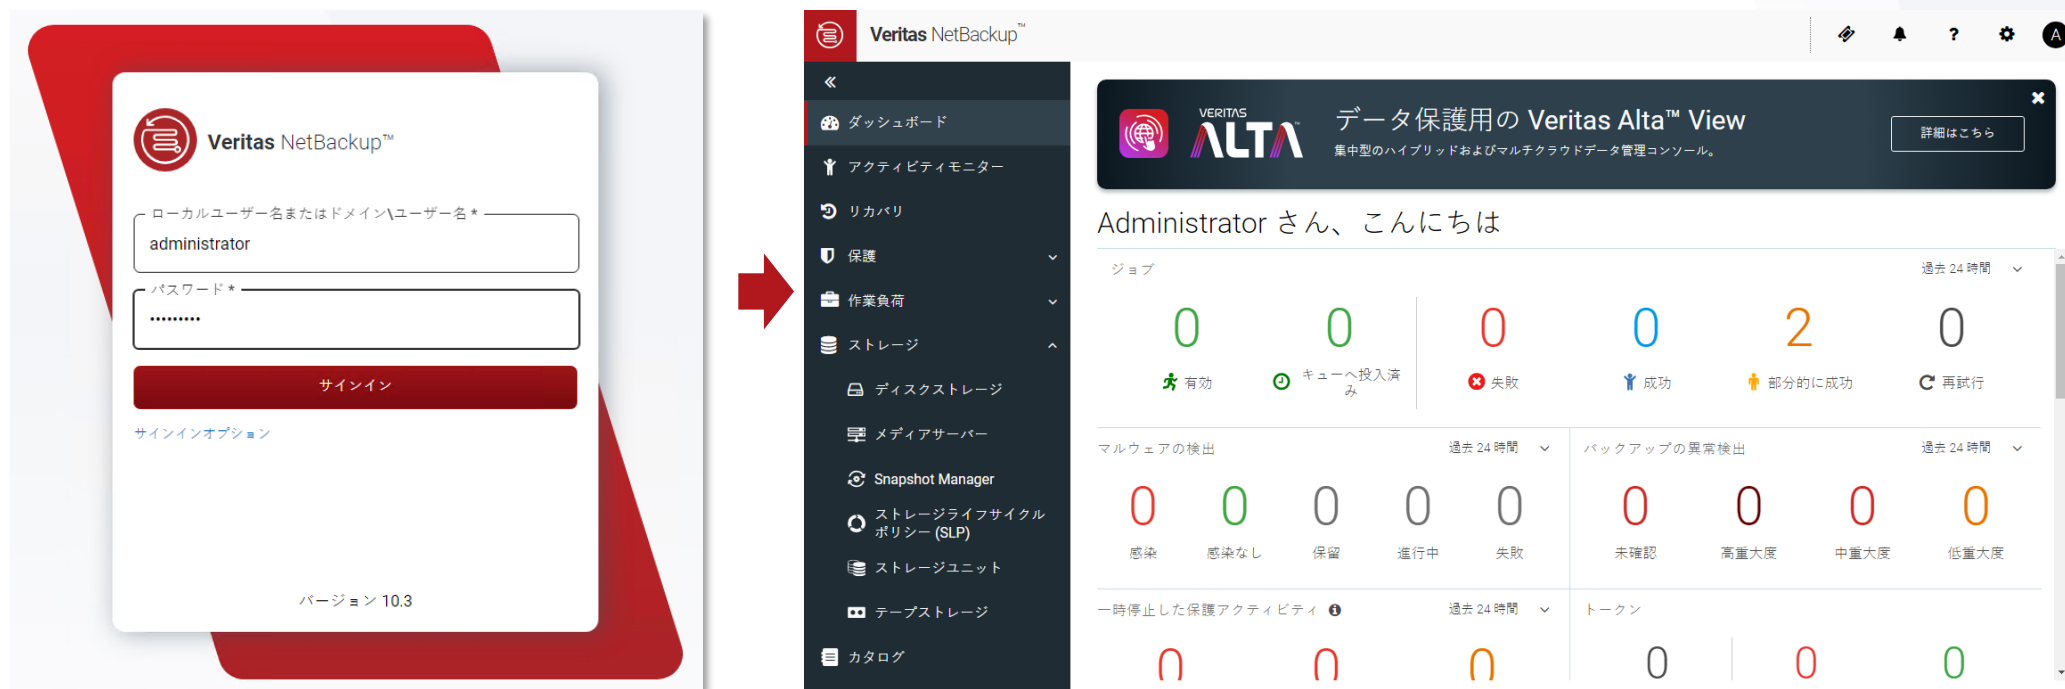 Veritas NetBackup™
ローカルユーザー名またはドメイン\ユーザー名 *
administrator
パスワード *
•••••••••
サインイン
サインインオプション
バージョン 10.3
Veritas NetBackup™
?
A
ダッシュボード
アクティビティモニター
リカバリ
保護
作業負荷
ストレージ
ディスクストレージ
メディアサーバー
Snapshot Manager
ストレージライフサイクル
ポリシー (SLP)
ストレージユニット
テープストレージ
カタログ
VERITAS
ALTA™
データ保護用の Veritas Alta™ View
集中型のハイブリッドおよびマルチクラウドデータ管理コンソール。
詳細はこちら
Administrator さん、こんにちは
ジョブ
過去 24 時間
0 0 0 0 2 0
有効
キューへ投入済
み
失敗
成功
部分的に成功
再試行
マルウェアの検出
過去 24 時間
0 0 0 0 0
感染 感染なし 保留 進行中 失敗
バックアップの異常検出
過去 24 時間
0 0 0 0
未確認 高重大度 中重大度 低重大度
一時停止した保護アクティビティ
過去 24 時間
0 0 0
トークン
0 0 0